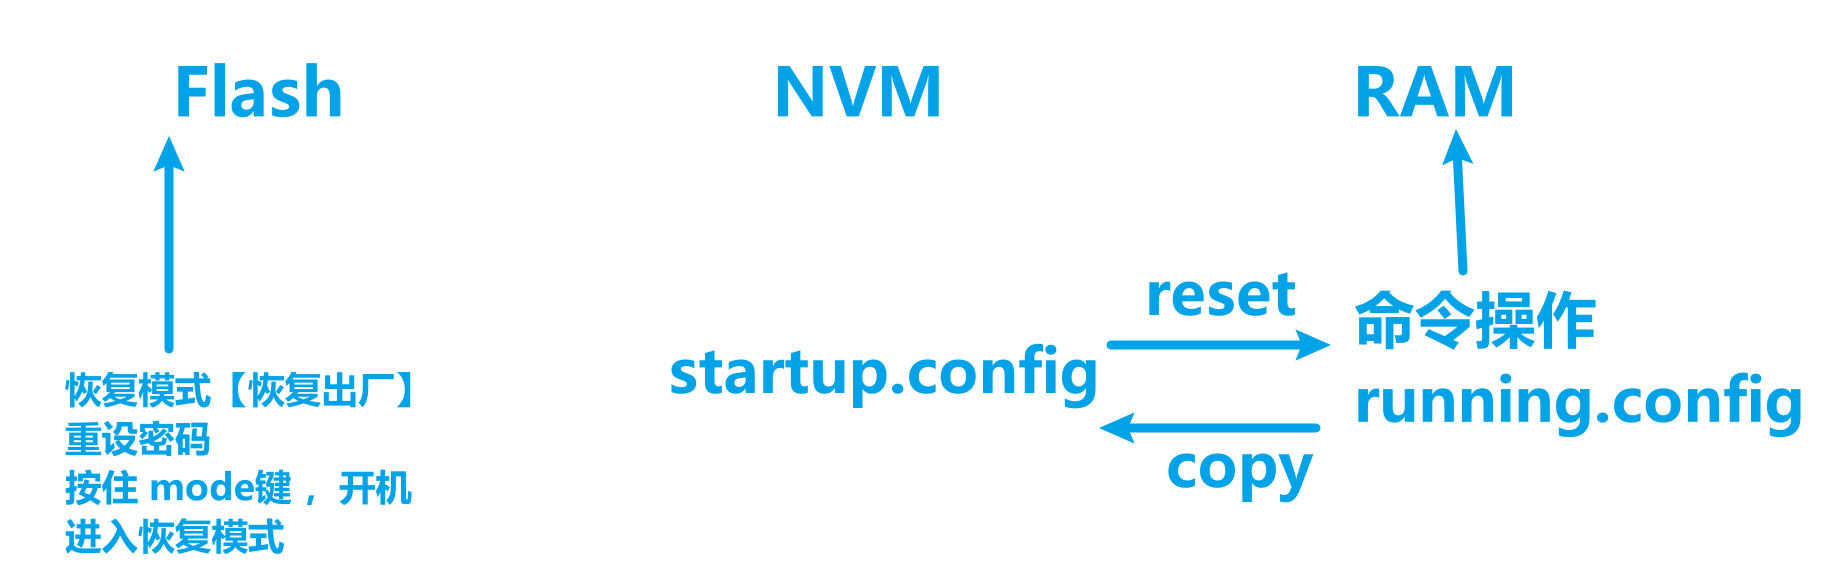 Flash
NVM
RAM
reset
命令操作
startup.config
running.config
copy
恢复模式【恢复出厂】
重设密码
按住 mode键 ，开机
进入恢复模式